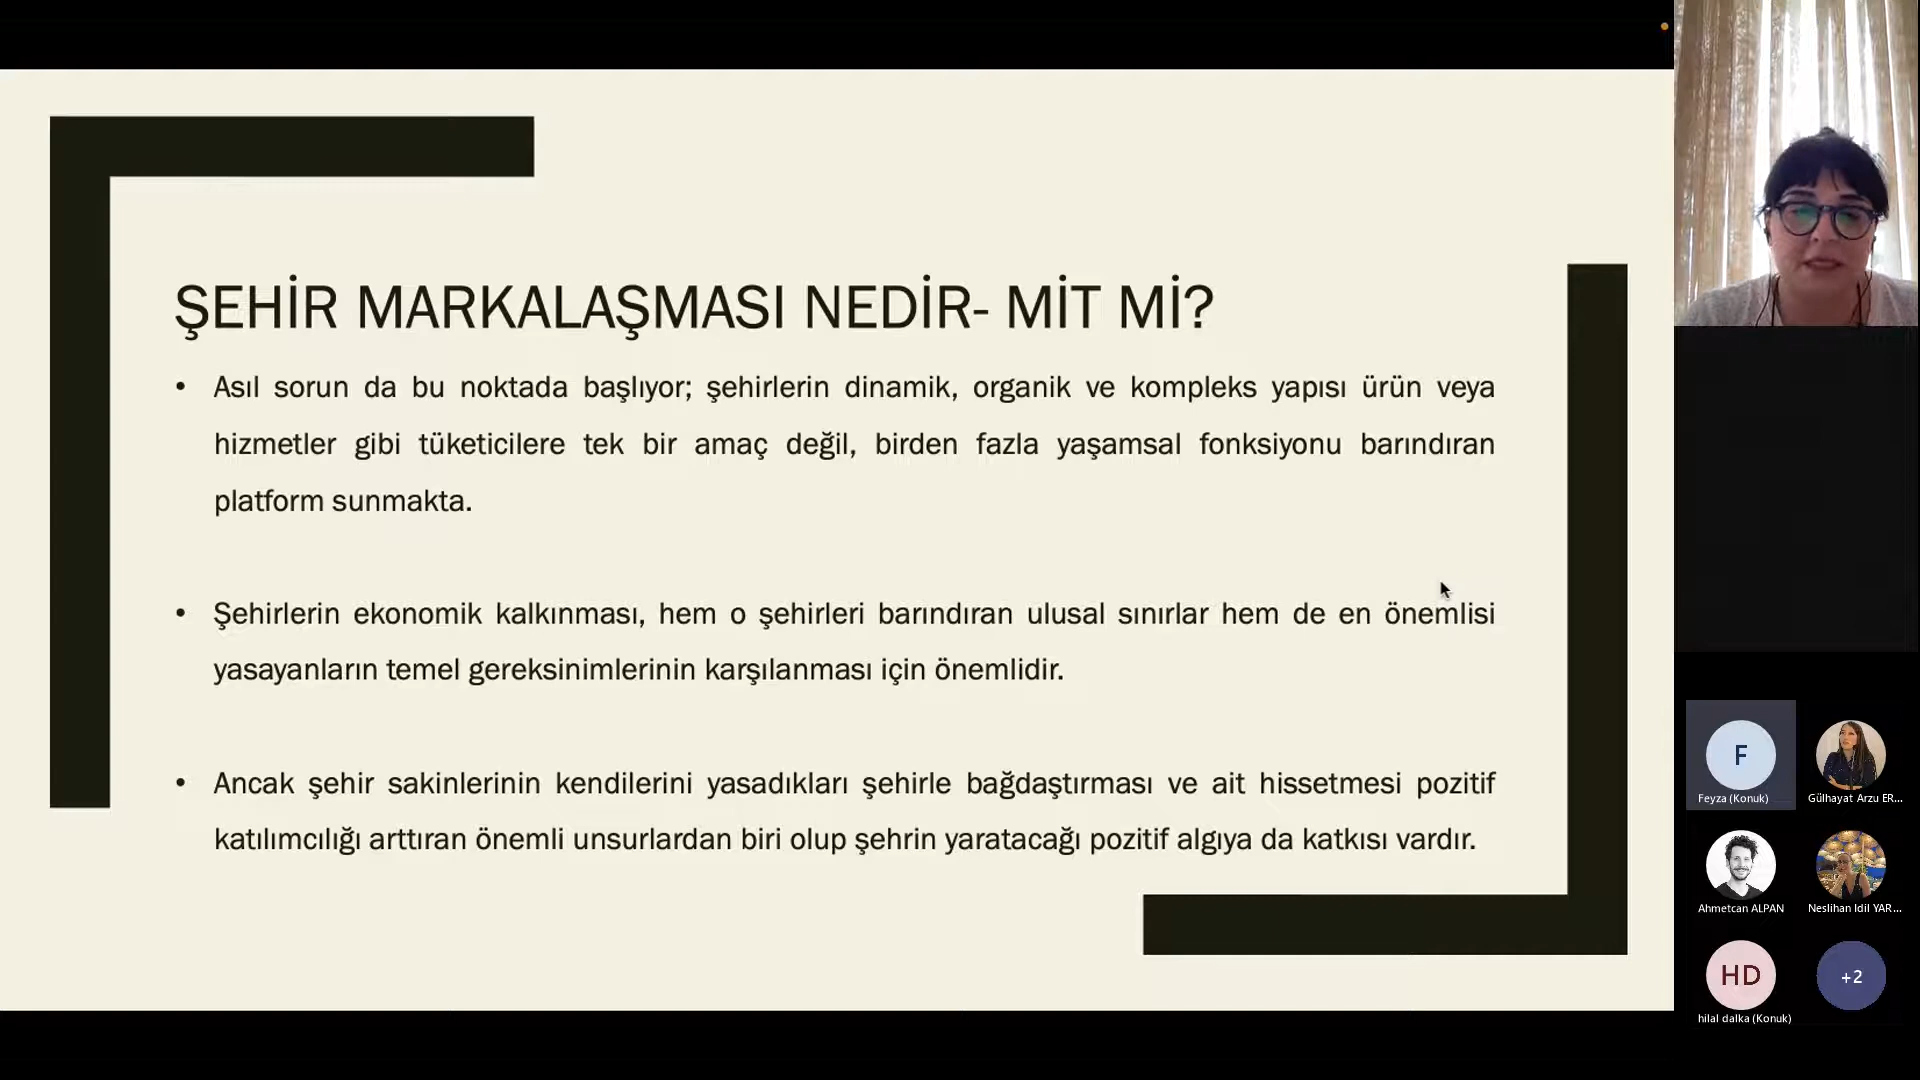 ŞEHİR MARKALAŞMASI NEDİR- MİT Mİ?
• Asıl sorun da bu noktada başlıyor; şehirlerin dinamik, organik ve kompleks yapısı ürün veya
hizmetler gibi tüketicilere tek bir amaç değil, birden fazla yaşamsal fonksiyonu barındıran
platform sunmakta.
• Şehirlerin ekonomik kalkınması, hem o şehirleri barındıran ulusal sınırlar hem de en önemlisi
yasayanların temel gereksinimlerinin karşılanması için önemlidir.
• Ancak şehir sakinlerinin kendilerini yasadıkları şehirle bağdaştırması ve ait hissetmesi pozitif
katılımcılığı arttıran önemli unsurlardan biri olup şehrin yaratacağı pozitif algıya da katkısı vardır.
F
Feyza (Konuk)
Gülhayat Arzu ER...
Ahmetcan ALPAN
Neslihan Idil YAR...
HD
hilal dalka (Konuk)
+2